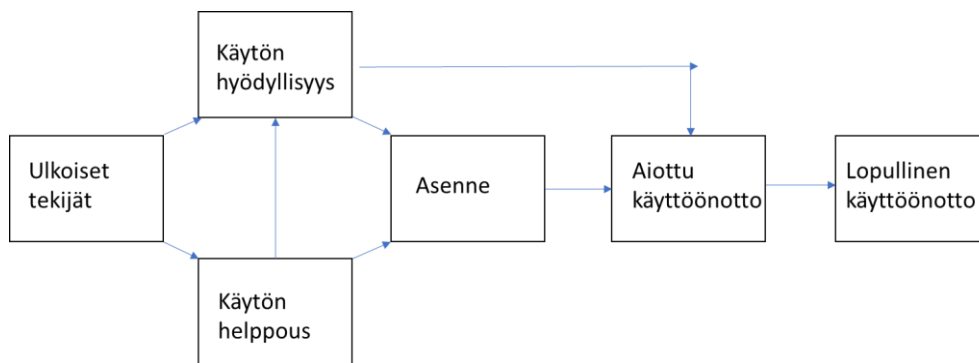 Käytön
hyödyllisyys
Ulkoiset
tekijät
Asenne
Aiottu
käyttöönotto
Lopullinen
käyttöönotto
Käytön
helppous